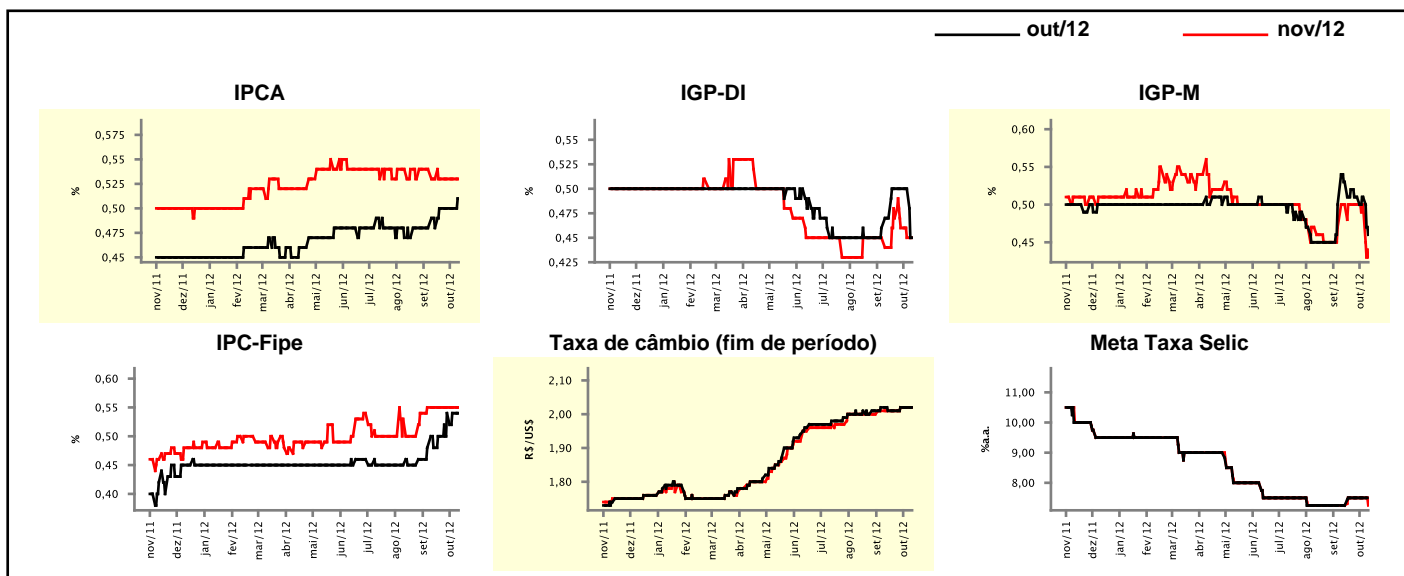 out/12 nov/12
IPCA
0,575
0,55
0,525
0,50
0,475
0,45
%
nov/11 dez/11 jan/12 fev/12 mar/12 abr/12 mai/12 jun/12 jul/12 ago/12 set/12 out/12
IGP-DI
0,55
0,525
0,50
0,475
0,45
0,425
%
nov/11 dez/11 jan/12 fev/12 mar/12 abr/12 mai/12 jun/12 jul/12 ago/12 set/12 out/12
IGP-M
0,60
0,55
0,50
0,45
%
nov/11 dez/11 jan/12 fev/12 mar/12 abr/12 mai/12 jun/12 jul/12 ago/12 set/12 out/12
IPC-Fipe
0,60
0,55
0,50
0,45
0,40
%
nov/11 dez/11 jan/12 fev/12 mar/12 abr/12 mai/12 jun/12 jul/12 ago/12 set/12 out/12
Taxa de câmbio (fim de período)
2,10
2,00
1,90
1,80
R$/US$
nov/11 dez/11 jan/12 fev/12 mar/12 abr/12 mai/12 jun/12 jul/12 ago/12 set/12 out/12
Meta Taxa Selic
11,00
10,00
9,00
8,00
%a.a.
nov/11 dez/11 jan/12 fev/12 mar/12 abr/12 mai/12 jun/12 jul/12 ago/12 set/12 out/12